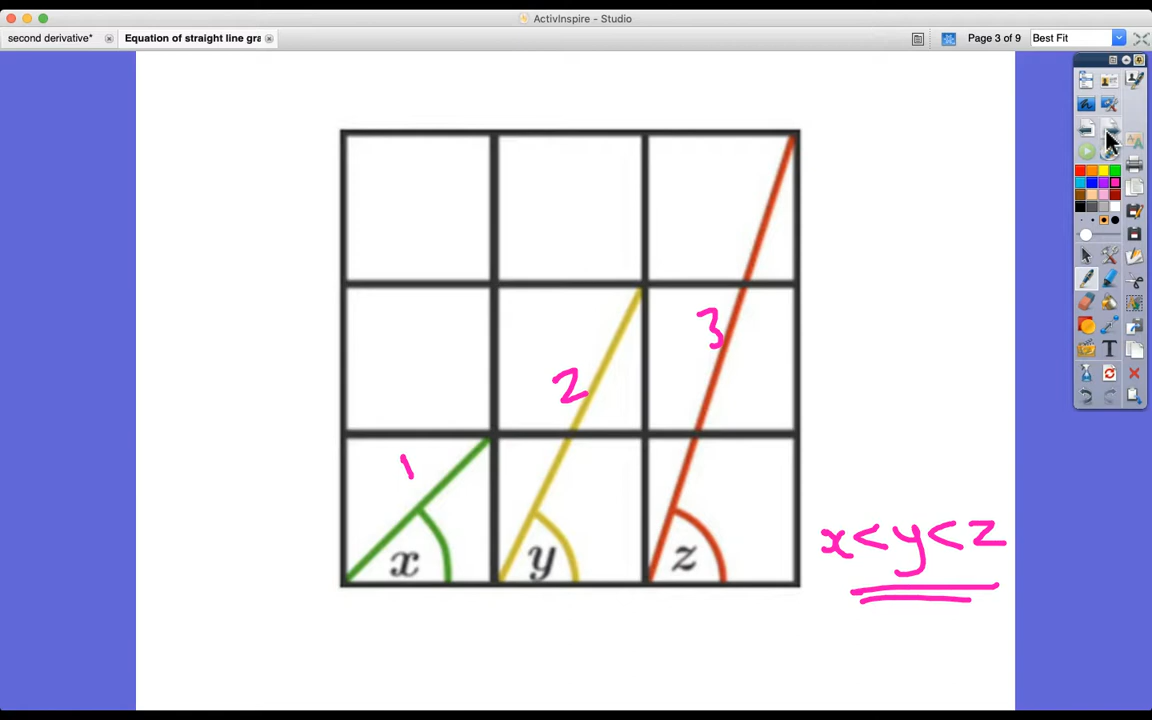 ActivInspire - Studio
second derivative*
Equation of straight line gra
Page 3 of 9
Best Fit
3
2
1
x
y
z
x<y<z